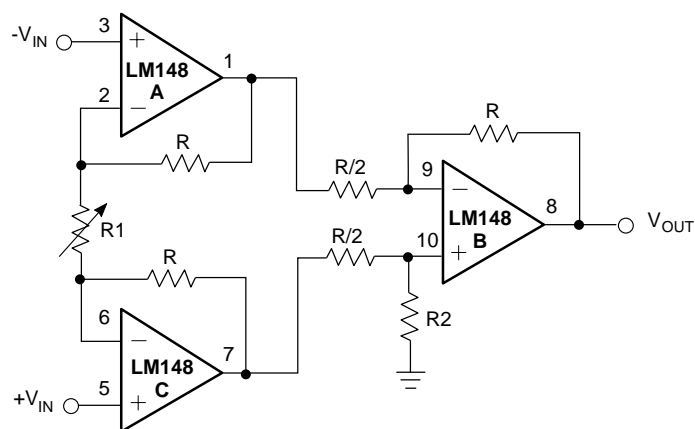 3
-V_IN
+
1
LM148
A
2
−
R
R
R/2
9
−
8
V_OUT
LM148
B
R1
R/2
10
+
R
R2
6
−
7
LM148
C
5
+V_IN
+